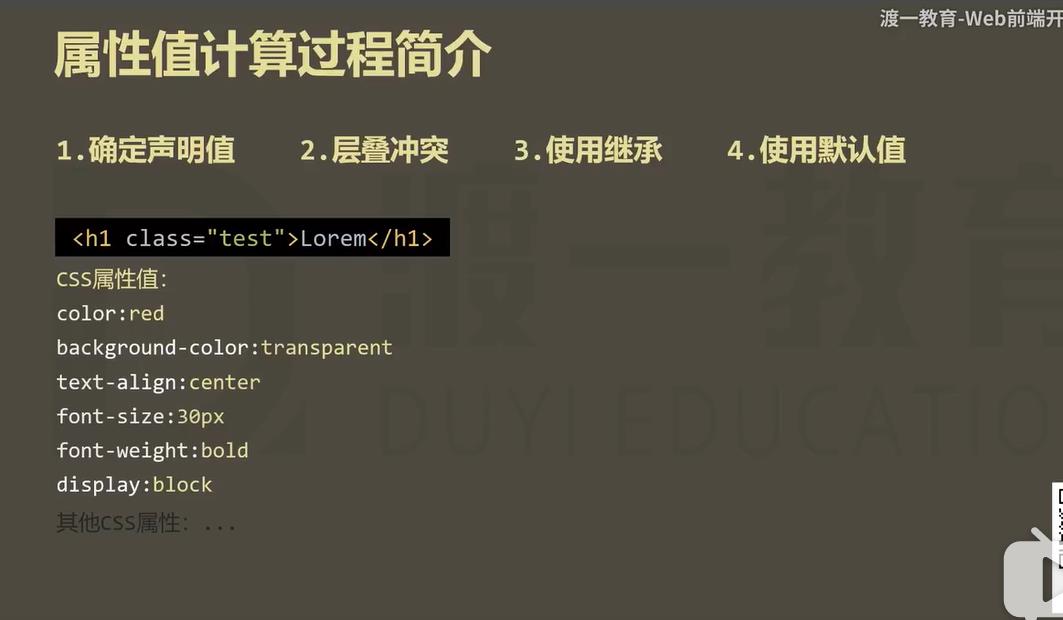 渡一教育-Web前端开
属性值计算过程简介
1.确定声明值 2.层叠冲突 3.使用继承 4.使用默认值
<h1 class="test">Lorem</h1>
CSS属性值:
color:red
background-color:transparent
text-align:center
font-size:30px
font-weight:bold
display:block
其他CSS属性: ...
渡一教育
DUYI EDUCATIO